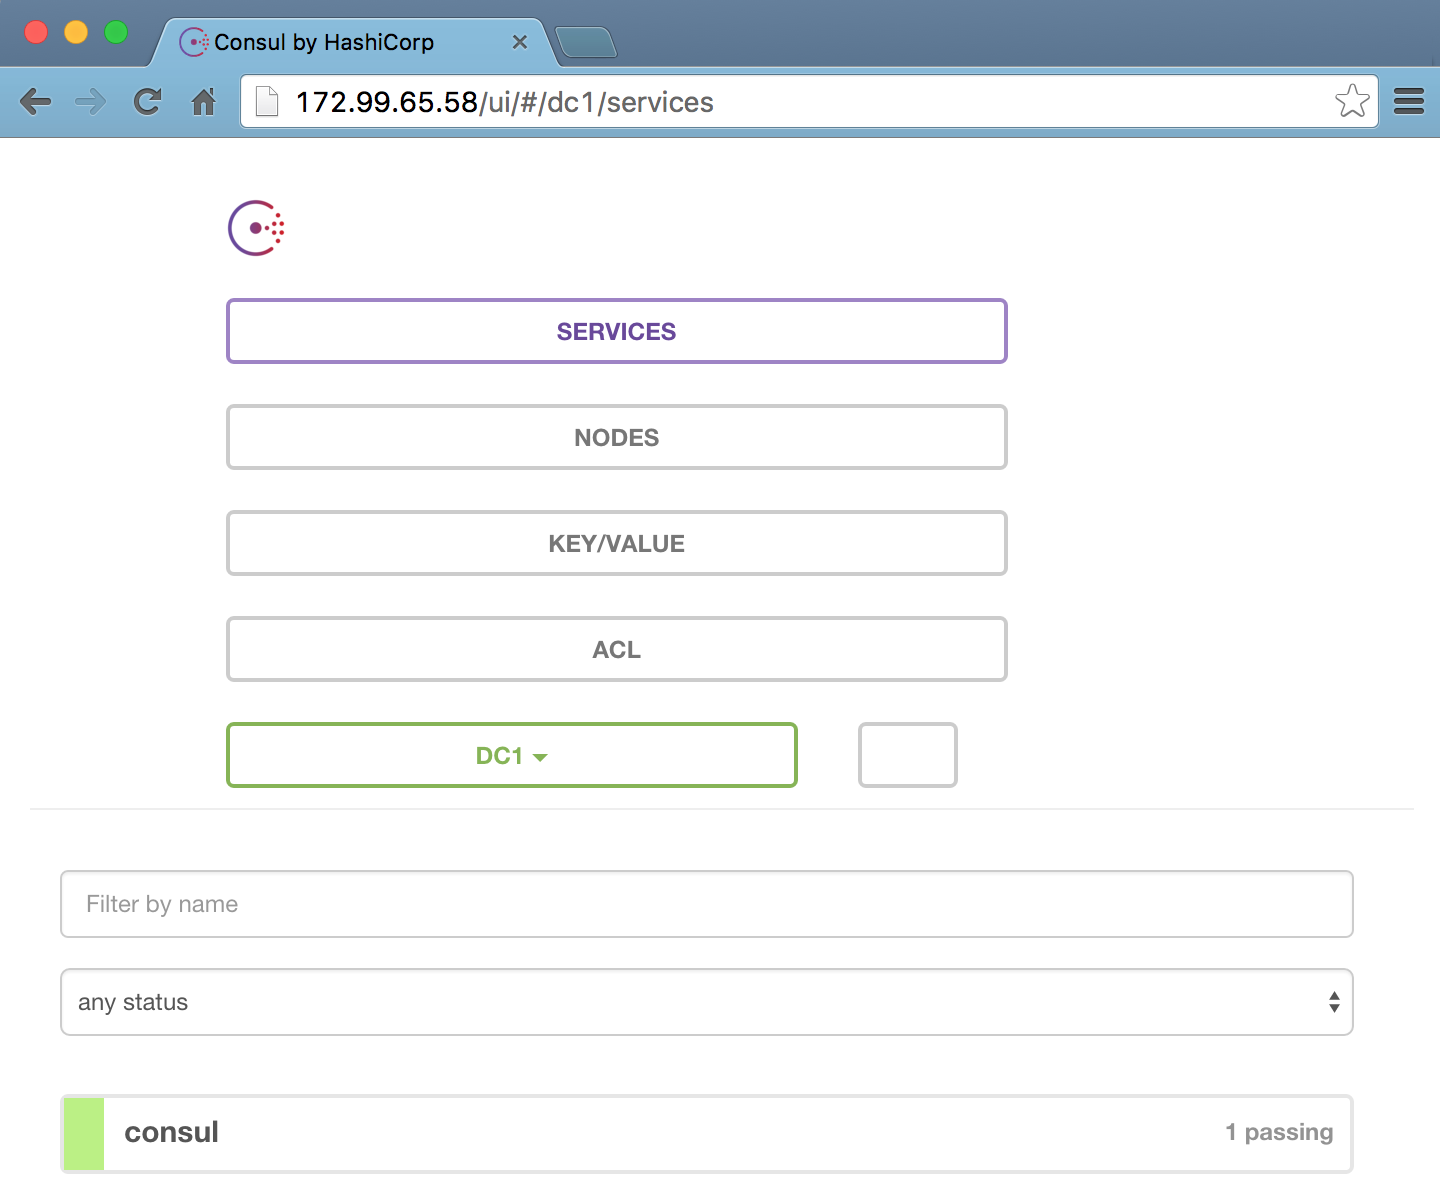 Consul by HashiCorp
172.99.65.58/ui/#/dc1/services
SERVICES
NODES
KEY/VALUE
ACL
DC1
Filter by name
any status
consul 1 passing